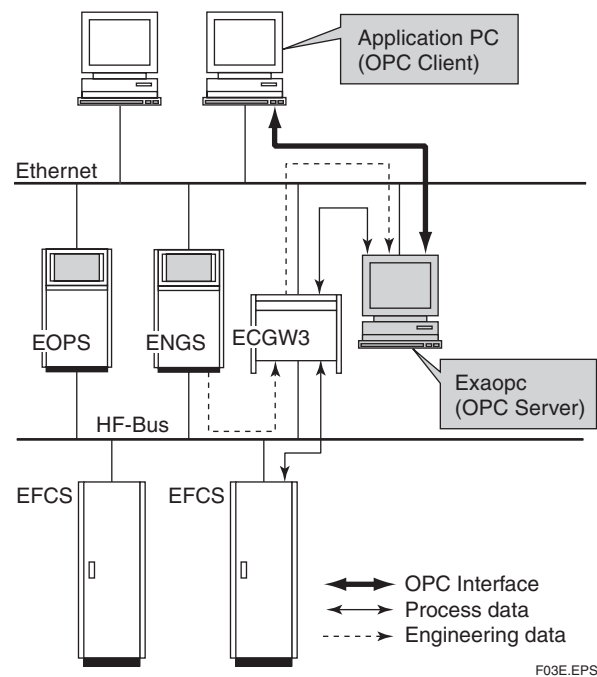 Application PC
(OPC Client)
Ethernet
EOPS
ENGS
ECGW3
Exaopc
(OPC Server)
HF-Bus
EFCS
EFCS
OPC Interface
Process data
Engineering data
F03E.EPS